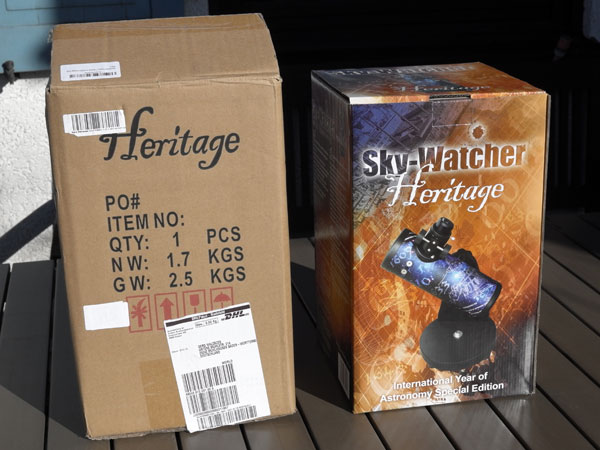 Heritage
PO#
ITEM NO:
QTY: 1 PCS
NW: 1.7 KGS
GW: 2.5 KGS
DHL
Sky-Watcher
Heritage
International Year of
Astronomy Special Edition